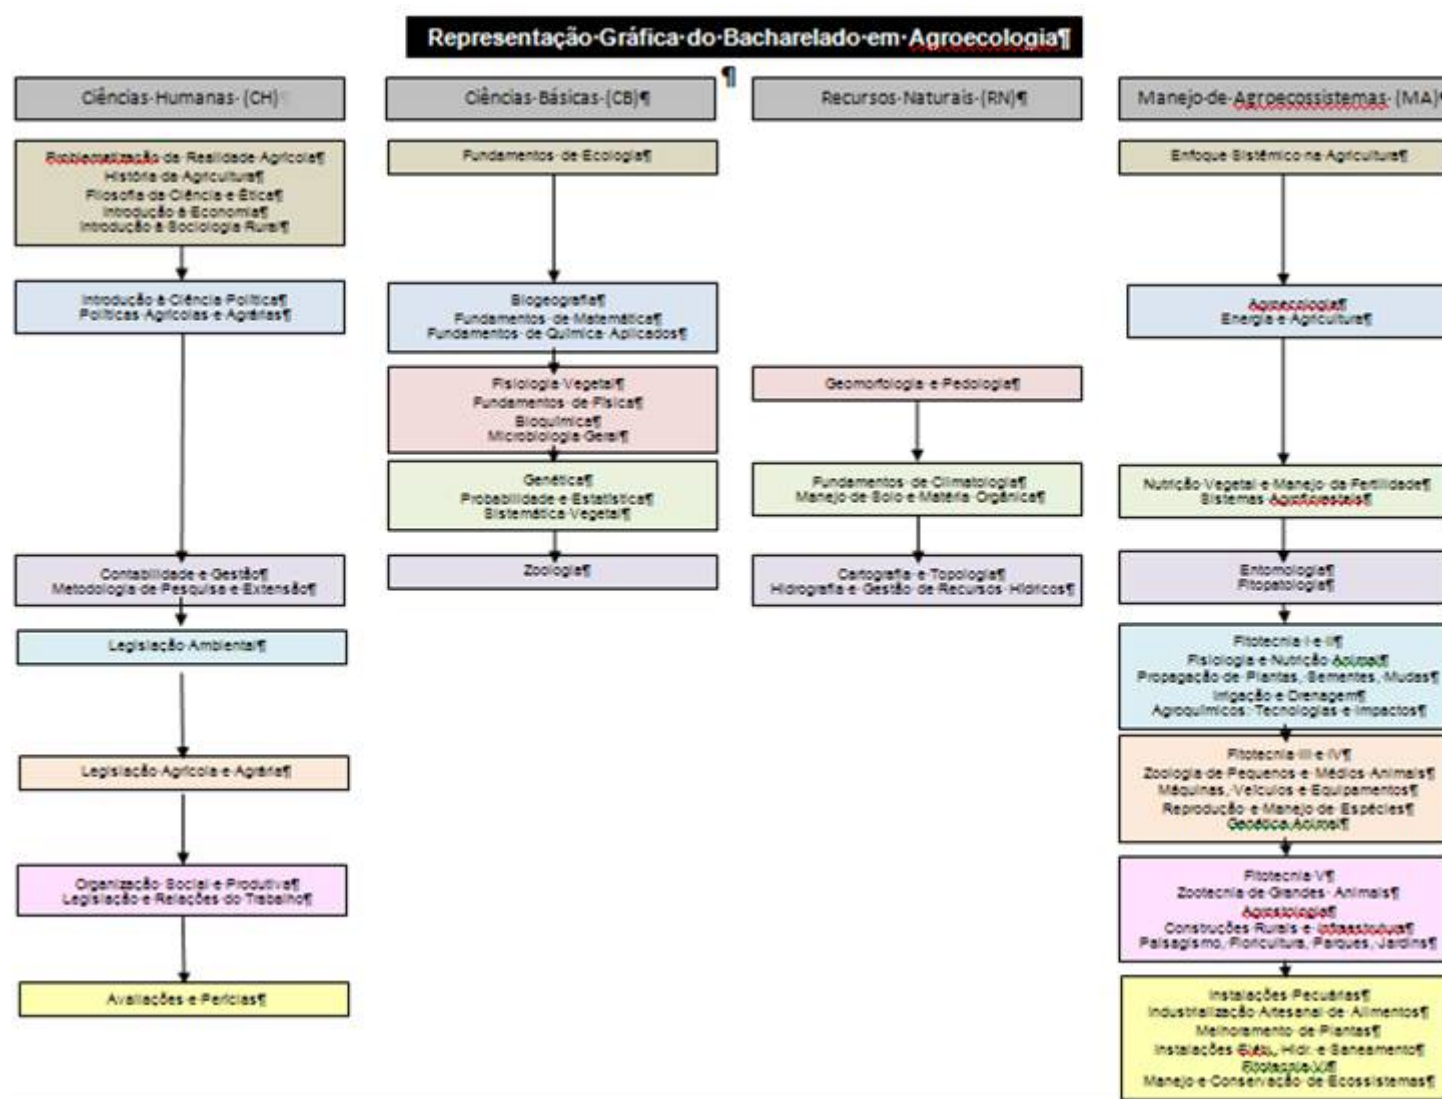 Representação·Gráfica·do·Bacharelado·em·Agroecologia¶
¶
Ciências·Humanas·(CH)¶
Ciências·Básicas·(CB)¶
Recursos·Naturais·(RN)¶
Manejo·de·Agroecossistemas·(MA)¶
Problematização·da·Realidade·Agrícola¶
História·da·Agricultura¶
Filosofia·da·Ciência·e·Ética¶
Introdução·à·Economia¶
Introdução·à·Sociologia·Rural¶
Fundamentos·de·Ecologia¶
Enfoque·Sistêmico·na·Agricultura¶
Introdução·à·Ciência·Política¶
Políticas·Agrícolas·e·Agrárias¶
Biogeografia¶
Fundamentos·de·Matemática¶
Fundamentos·de·Química·Aplicados¶
Agroecologia¶
Energia·e·Agricultura¶
Fisiologia·Vegetal¶
Fundamentos·de·Física¶
Bioquímica¶
Microbiologia·Geral¶
Geomorfologia·e·Pedologia¶
Genética¶
Probabilidade·e·Estatística¶
Sistemática·Vegetal¶
Fundamentos·de·Climatologia¶
Manejo·de·Solo·e·Matéria·Orgânica¶
Nutrição·Vegetal·e·Manejo·da·Fertilidade¶
Sistemas·Agroflorestais¶
Contabilidade·e·Gestão¶
Metodologia·de·Pesquisa·e·Extensão¶
Zoologia¶
Cartografia·e·Topologia¶
Hidrografia·e·Gestão·de·Recursos·Hídricos¶
Entomologia¶
Fitopatologia¶
Legislação·Ambiental¶
Fitotecnia·I·e·II¶
Fisiologia·e·Nutrição·Animal¶
Propagação·de·Plantas,·Sementes,·Mudas¶
Irrigação·e·Drenagem¶
Agroquímicos:·Tecnologias·e·Impactos¶
Legislação·Agrícola·e·Agrária¶
Fitotecnia·III·e·IV¶
Zoologia·de·Pequenos·e·Médios·Animais¶
Máquinas,·Veículos·e·Equipamentos¶
Reprodução·e·Manejo·de·Espécies¶
Genética·Animal¶
Organização·Social·e·Produtiva¶
Legislação·e·Relações·do·Trabalho¶
Fitotecnia·V¶
Zootecnia·de·Grandes·Animais¶
Agrostologia¶
Construções·Rurais·e·Infraestrutura¶
Paisagismo,·Floricultura,·Parques,·Jardins¶
Avaliações·e·Perícias¶
Instalações·Pecuárias¶
Industrialização·Artesanal·de·Alimentos¶
Melhoramento·de·Plantas¶
Instalações·Elétr.,·Hidr.·e·Saneamento¶
Fitotecnia·VI¶
Manejo·e·Conservação·de·Ecossistemas¶